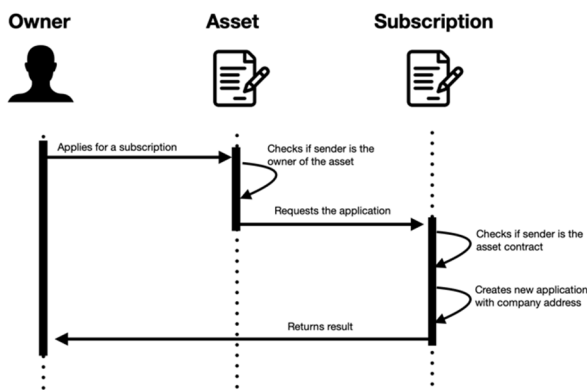 Owner
Asset
Subscription
Applies for a subscription
Checks if sender is the
owner of the asset
Requests the application
Checks if sender is the
asset contract
Creates new application
with company address
Returns result